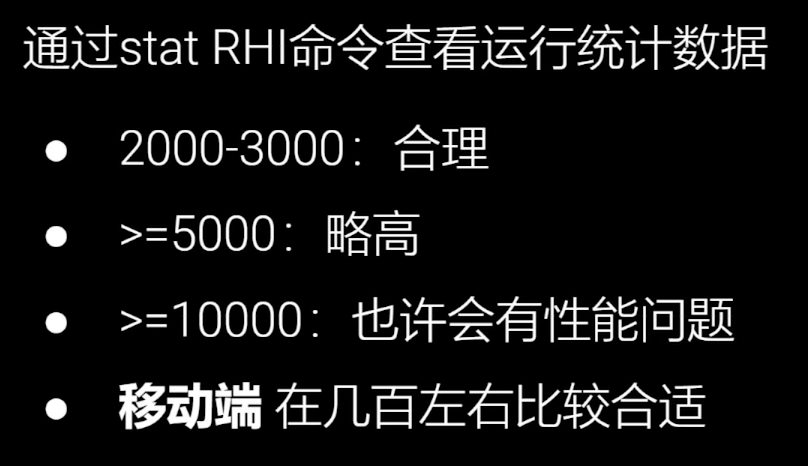 通过stat RHI命令查看运行统计数据
● 2000-3000：合理
● >=5000：略高
● >=10000：也许会有性能问题
● 移动端 在几百左右比较合适